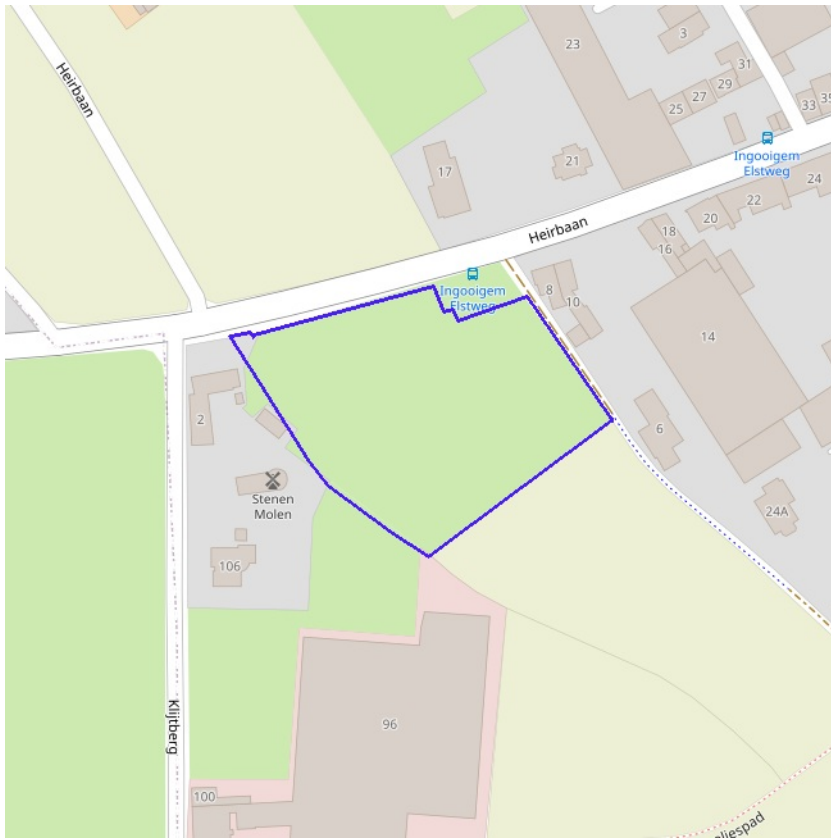 Heirbaan
3
23
31
29
27
25
33
35
Ingooigem
Elstweg
17
21
24
22
20
18
16
Heirbaan
Ingooigem
Elstweg
8
10
14
2
6
Stenen
Molen
24A
106
Klijtberg
96
100